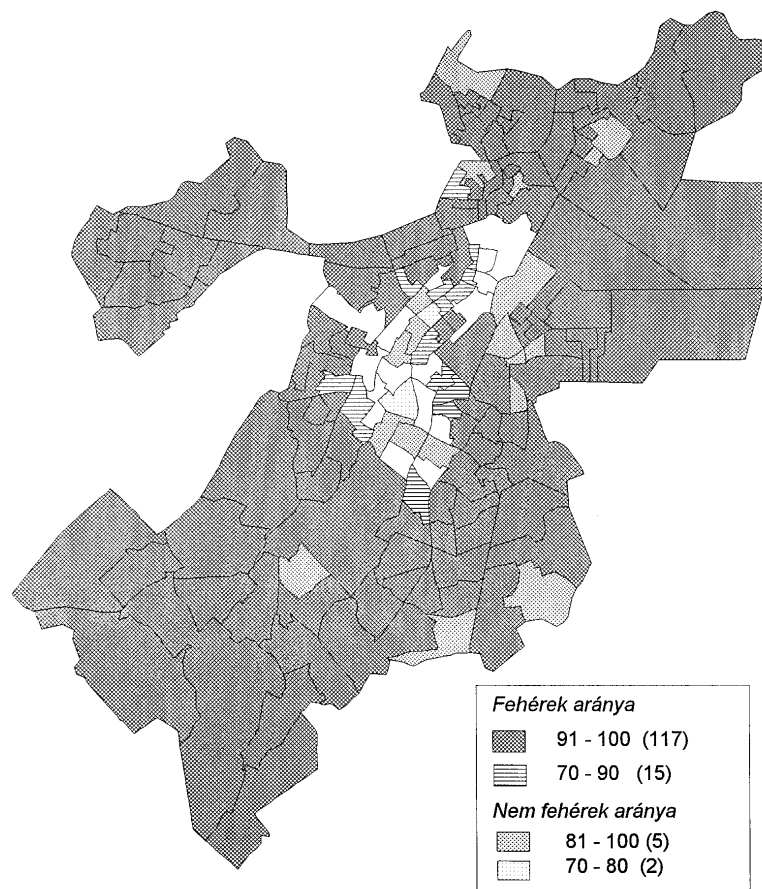 Fehérek aránya
91 - 100 (117)
70 - 90 (15)
Nem fehérek aránya
81 - 100 (5)
70 - 80 (2)